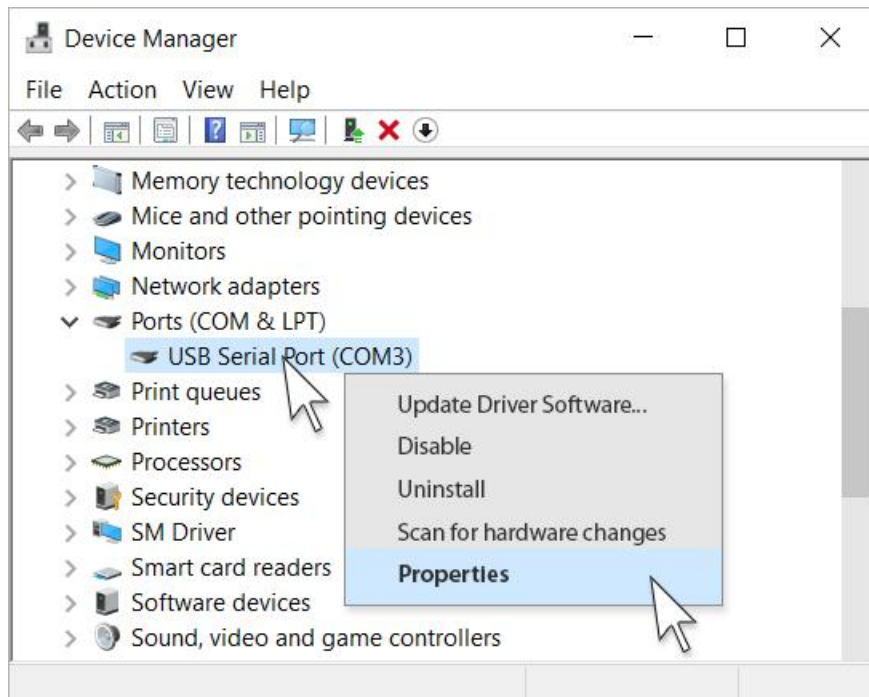 Device Manager
File Action View Help
Memory technology devices
Mice and other pointing devices
Monitors
Network adapters
Ports (COM & LPT)
USB Serial Port (COM3)
Print queues
Printers
Processors
Security devices
SM Driver
Smart card readers
Software devices
Sound, video and game controllers
Update Driver Software...
Disable
Uninstall
Scan for hardware changes
Properties